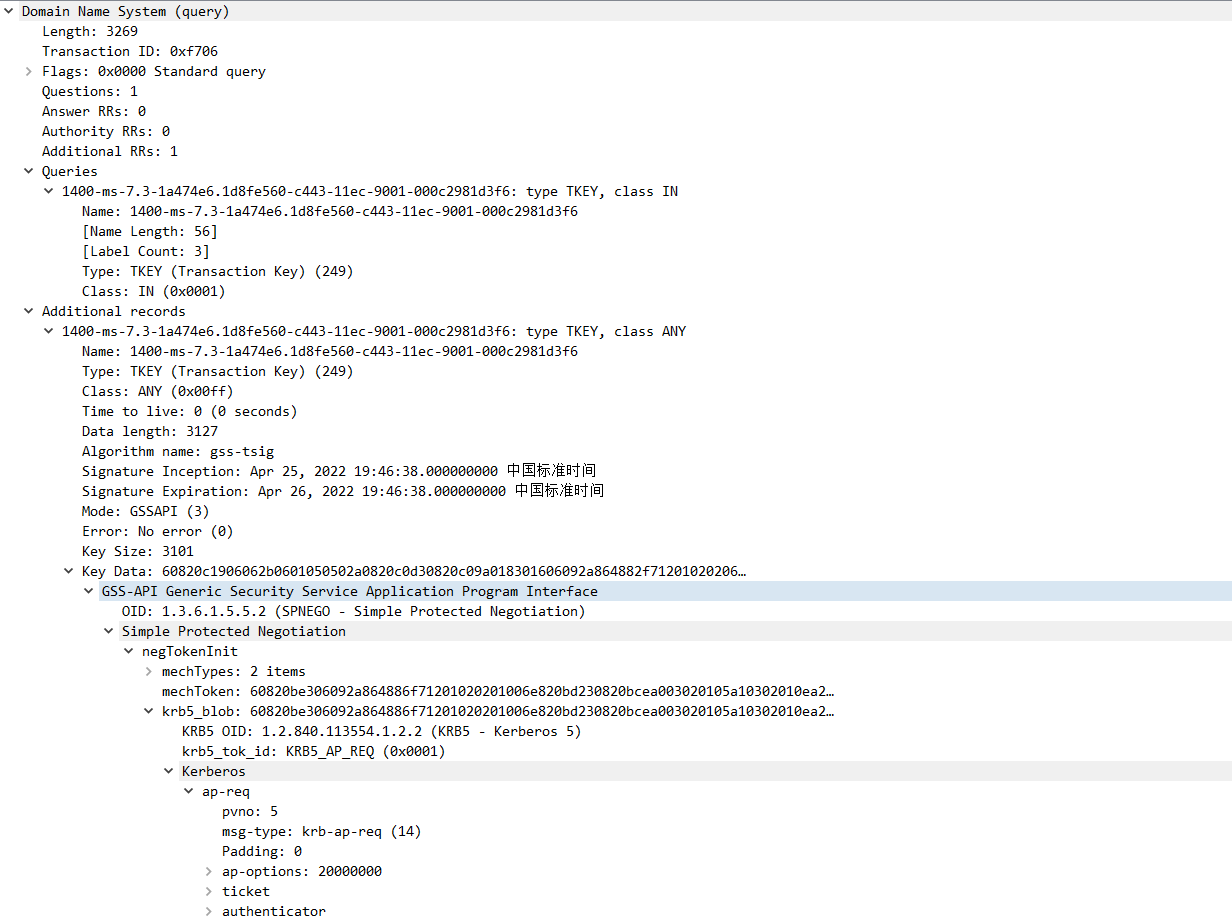 Domain Name System (query)
Length: 3269
Transaction ID: 0xf706
Flags: 0x0000 Standard query
Questions: 1
Answer RRs: 0
Authority RRs: 0
Additional RRs: 1
Queries
1400-ms-7.3-1a474e6.1d8fe560-c443-11ec-9001-000c2981d3f6: type TKEY, class IN
Name: 1400-ms-7.3-1a474e6.1d8fe560-c443-11ec-9001-000c2981d3f6
[Name Length: 56]
[Label Count: 3]
Type: TKEY (Transaction Key) (249)
Class: IN (0x0001)
Additional records
1400-ms-7.3-1a474e6.1d8fe560-c443-11ec-9001-000c2981d3f6: type TKEY, class ANY
Name: 1400-ms-7.3-1a474e6.1d8fe560-c443-11ec-9001-000c2981d3f6
Type: TKEY (Transaction Key) (249)
Class: ANY (0x00ff)
Time to live: 0 (0 seconds)
Data length: 3127
Algorithm name: gss-tsig
Signature Inception: Apr 25, 2022 19:46:38.000000000 中国标准时间
Signature Expiration: Apr 26, 2022 19:46:38.000000000 中国标准时间
Mode: GSSAPI (3)
Error: No error (0)
Key Size: 3101
Key Data: 60820c1906062b0601050502a0820c0d30820c09a018301606092a864882f71201020206…
GSS-API Generic Security Service Application Program Interface
OID: 1.3.6.1.5.5.2 (SPNEGO - Simple Protected Negotiation)
Simple Protected Negotiation
negTokenInit
mechTypes: 2 items
mechToken: 60820be306092a864886f71201020201006e820bd230820bcea003020105a10302010ea2…
krb5_blob: 60820be306092a864886f71201020201006e820bd230820bcea003020105a10302010ea2…
KRB5 OID: 1.2.840.113554.1.2.2 (KRB5 - Kerberos 5)
krb5_tok_id: KRB5_AP_REQ (0x0001)
Kerberos
ap-req
pvno: 5
msg-type: krb-ap-req (14)
Padding: 0
ap-options: 20000000
ticket
authenticator